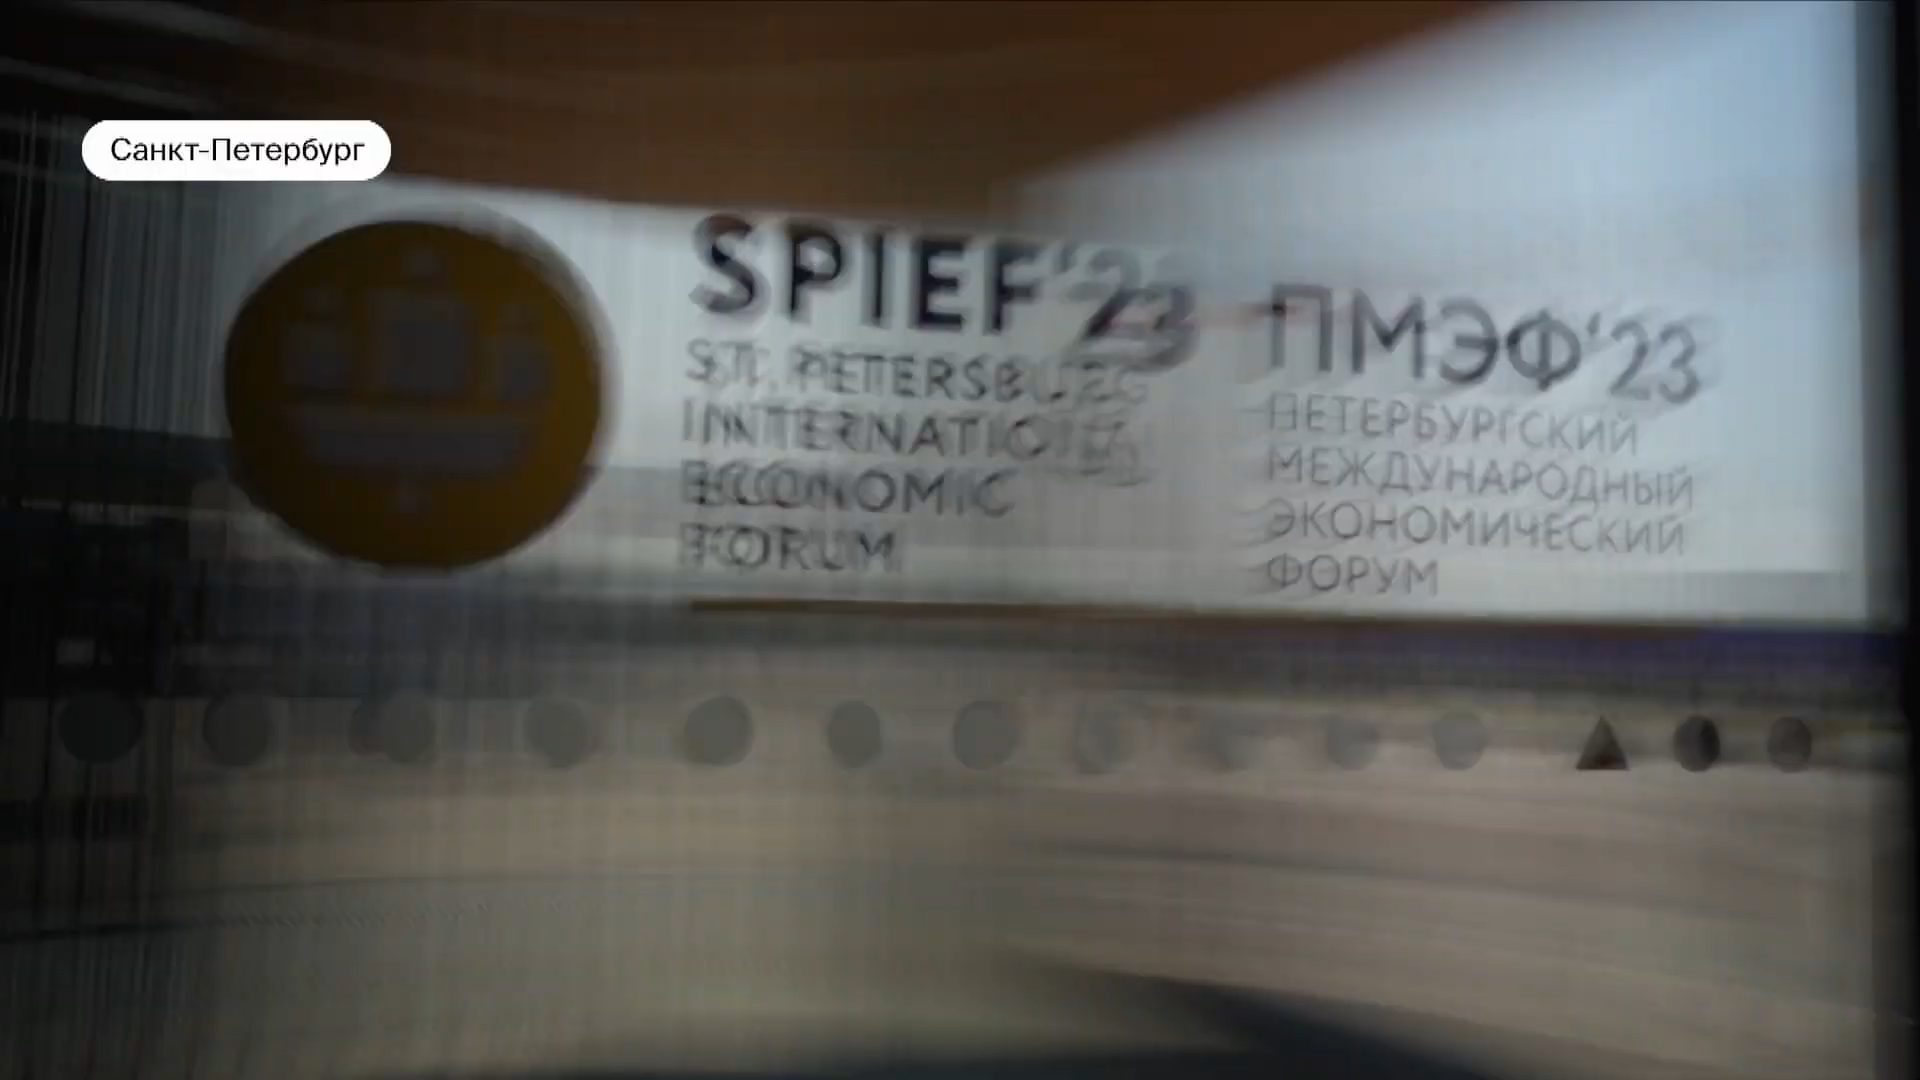 Санкт-Петербург
SPIEF'23
ST. PETERSBURG
INTERNATIONAL
ECONOMIC
FORUM
ПМЭФ'23
ПЕТЕРБУРГСКИЙ
МЕЖДУНАРОДНЫЙ
ЭКОНОМИЧЕСКИЙ
ФОРУМ